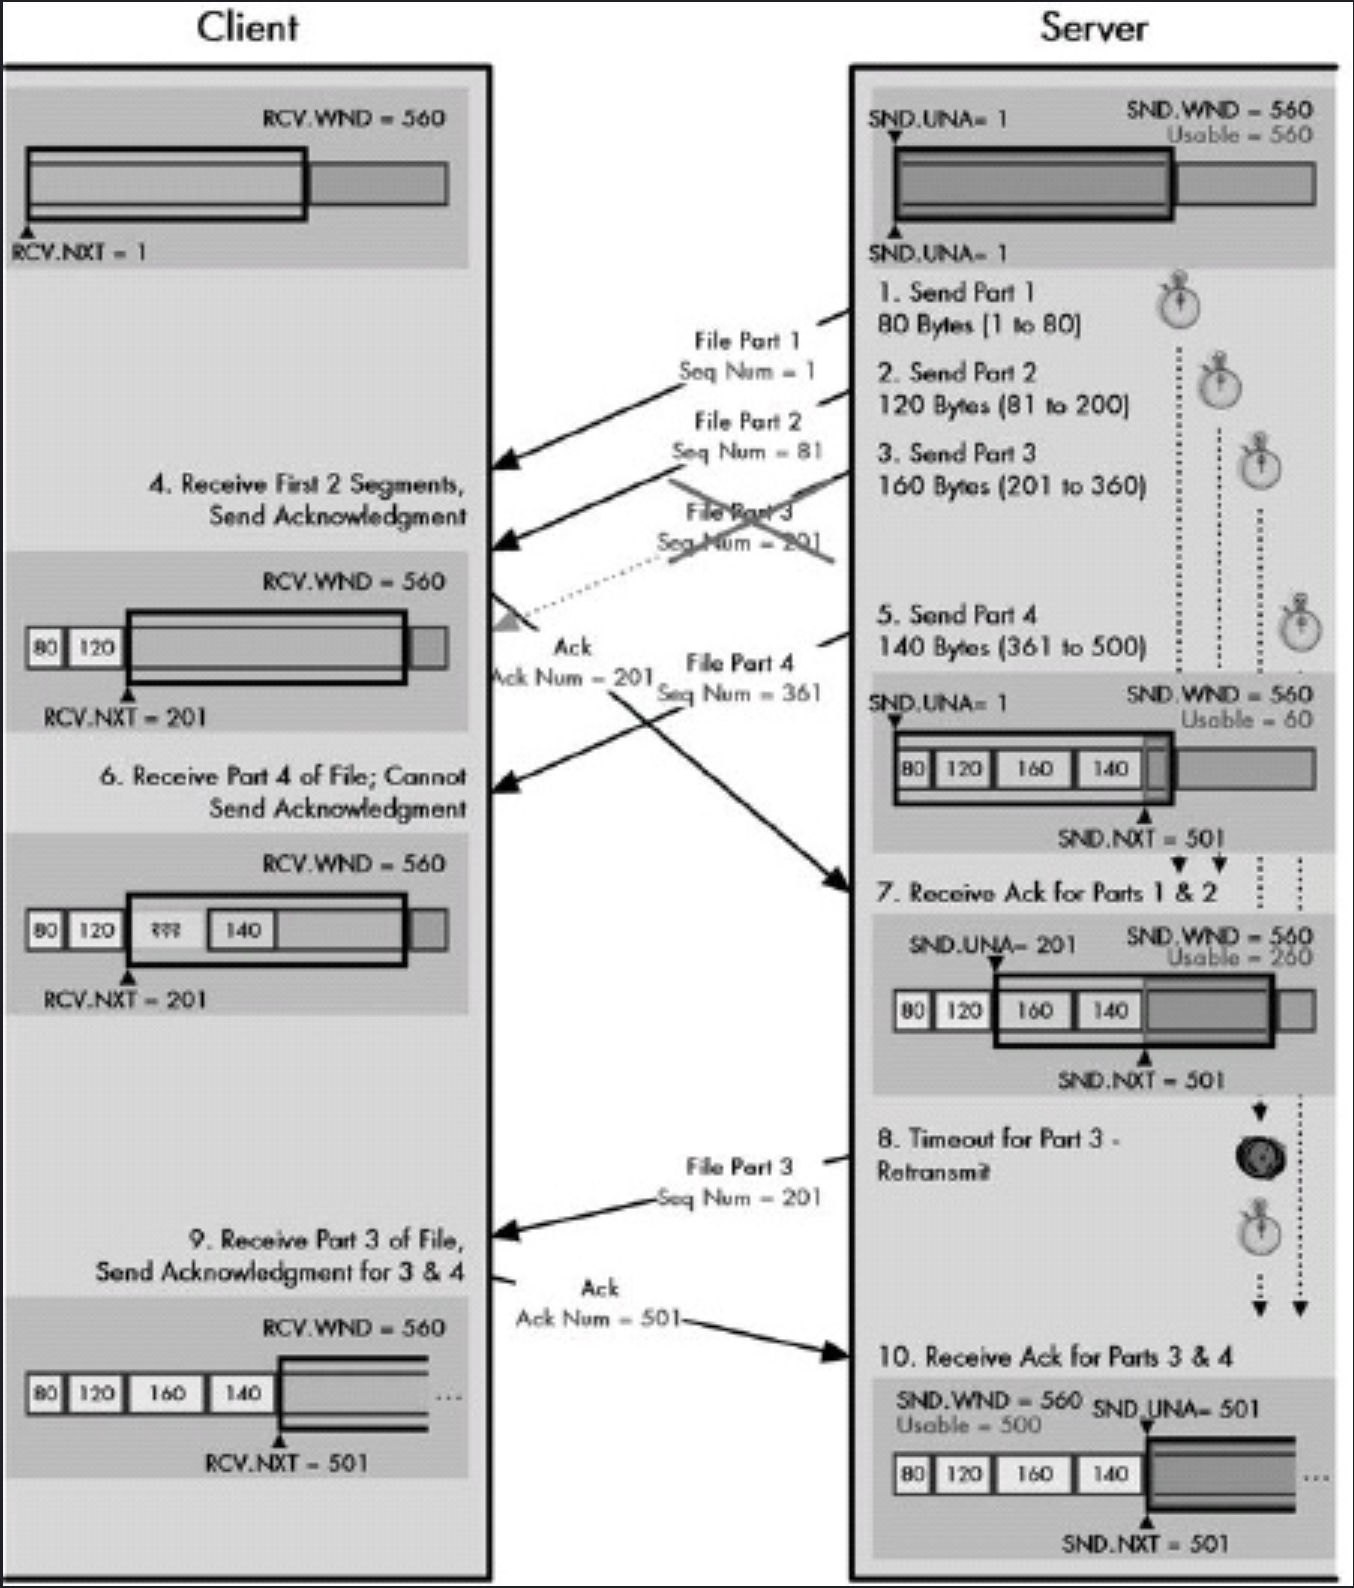 Client
Server
RCV.WND = 560
RCV.NXT = 1
SND.UNA= 1
SND.WND = 560
Usable = 560
SND.UNA= 1
1. Send Part 1
80 Bytes (1 to 80)
File Part 1
Seq Num = 1
2. Send Part 2
120 Bytes (81 to 200)
File Part 2
Seq Num = 81
3. Send Part 3
160 Bytes (201 to 360)
File Part 3
Seq Num = 201
4. Receive First 2 Segments,
Send Acknowledgment
RCV.WND = 560
80 120
RCV.NXT = 201
Ack
Ack Num = 201
5. Send Part 4
140 Bytes (361 to 500)
File Part 4
Seq Num = 361
SND.UNA= 1
SND.WND = 560
Usable = 60
80 120 160 140
SND.NXT = 501
6. Receive Part 4 of File; Cannot
Send Acknowledgment
RCV.WND = 560
80 120 ??? 140
RCV.NXT = 201
7. Receive Ack for Parts 1 & 2
SND.UNA= 201
SND.WND = 560
Usable = 260
80 120 160 140
SND.NXT = 501
8. Timeout for Part 3 -
Retransmit
File Part 3
Seq Num = 201
9. Receive Part 3 of File,
Send Acknowledgment for 3 & 4
RCV.WND = 560
80 120 160 140 ...
RCV.NXT = 501
Ack
Ack Num = 501
10. Receive Ack for Parts 3 & 4
SND.WND = 560
Usable = 500
SND.UNA= 501
80 120 160 140 ...
SND.NXT = 501